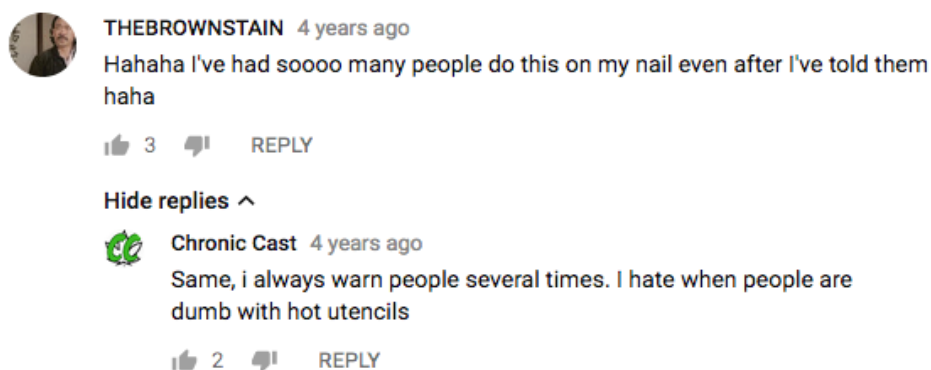 THEBROWNSTAIN 4 years ago
Hahaha I've had soooo many people do this on my nail even after I've told them
haha
3 REPLY
Hide replies
Chronic Cast 4 years ago
Same, i always warn people several times. I hate when people are
dumb with hot utencils
2 REPLY